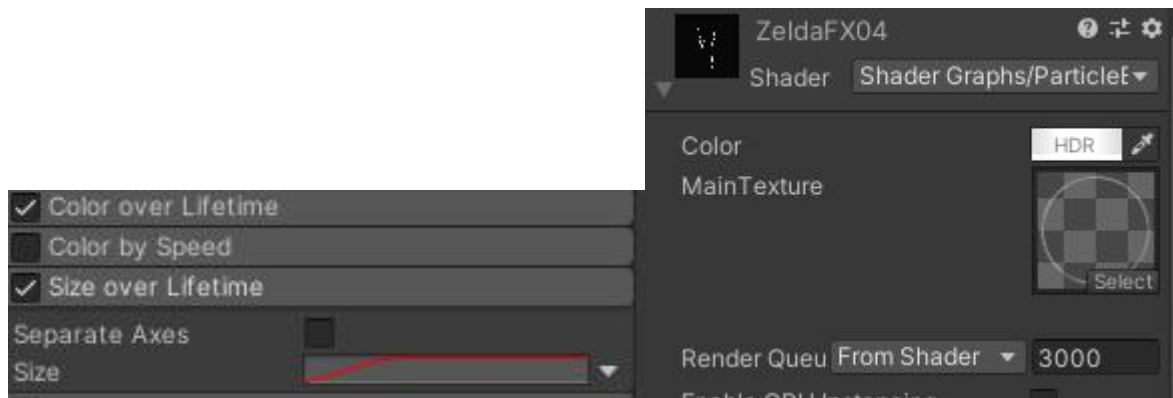 Color over Lifetime
Color by Speed
Size over Lifetime
Separate Axes
Size
ZeldaFX04
Shader Shader Graphs/ParticleE
Color HDR
MainTexture
Select
Render Queu From Shader 3000